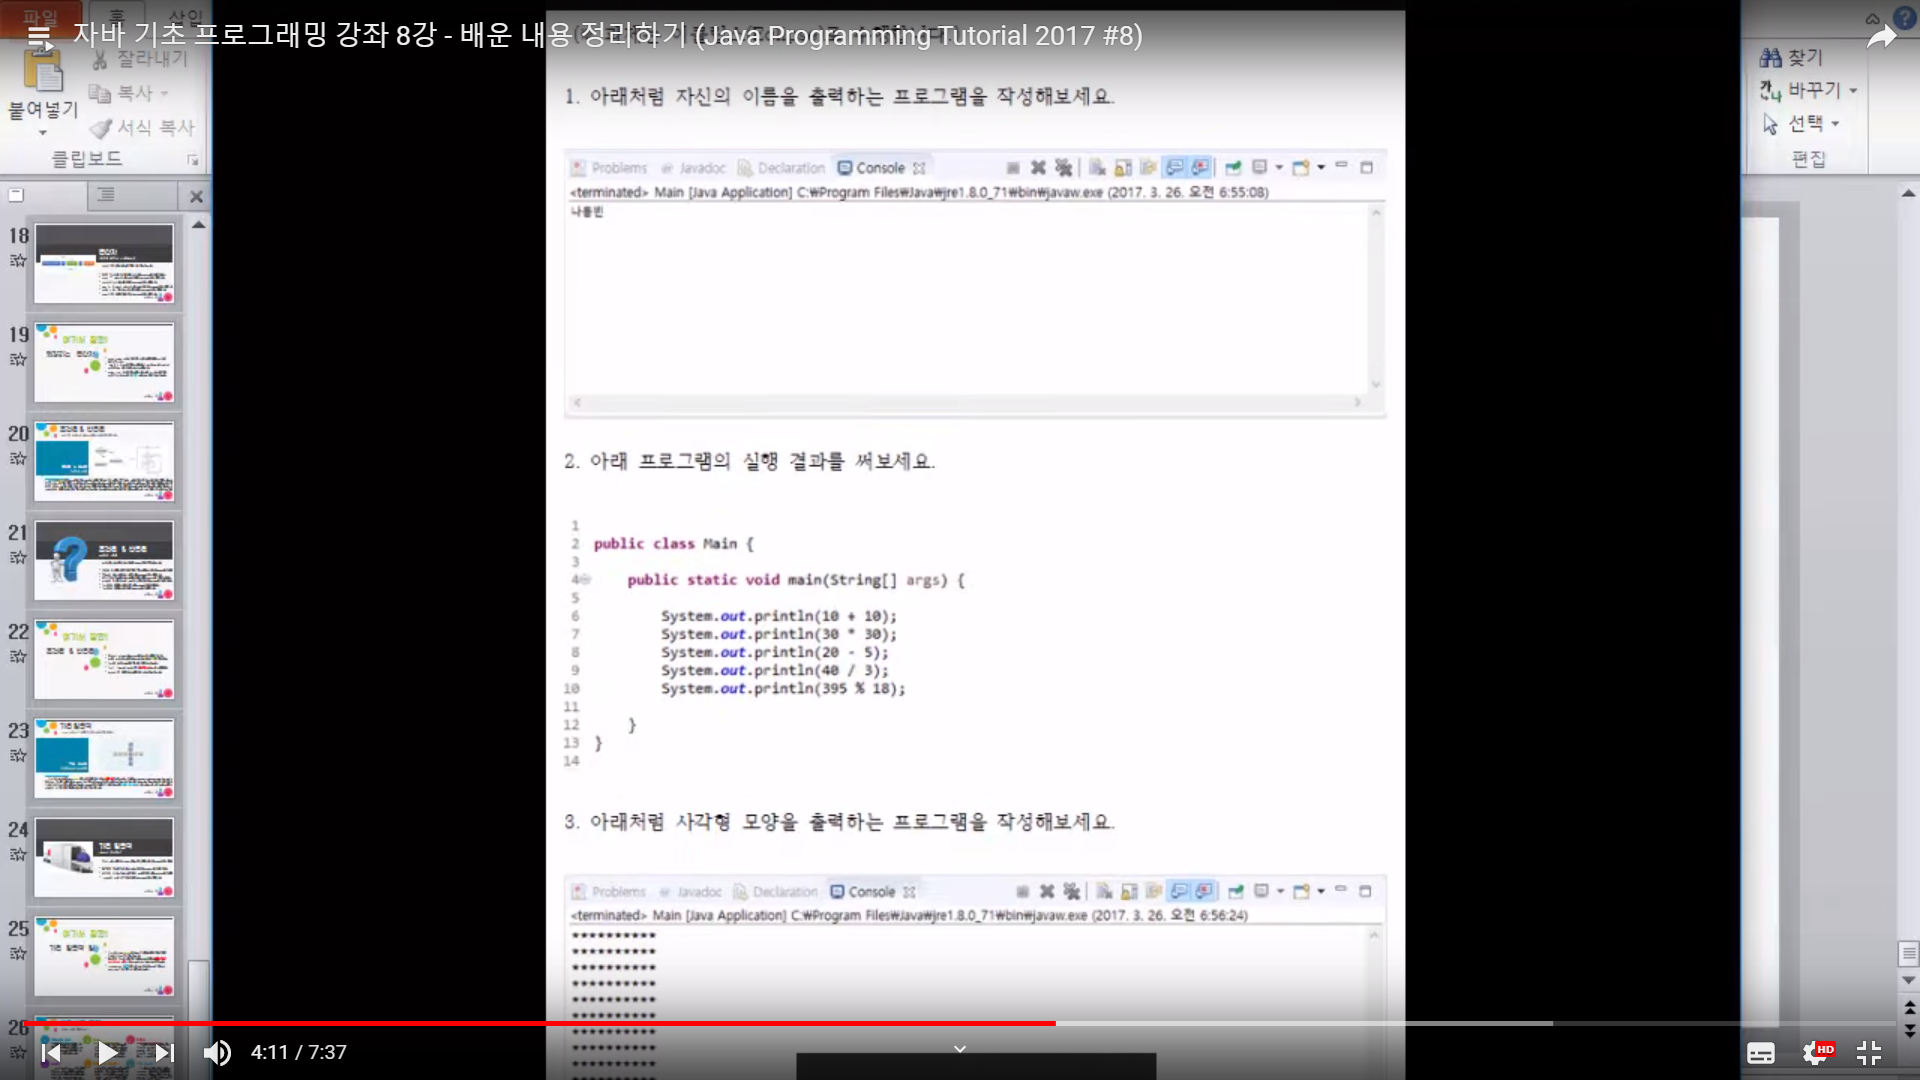 파일 홈 삽입
자바 기초 프로그래밍 강좌 8강 - 배운 내용 정리하기 (Java Programming Tutorial 2017 #8)
붙여넣기
잘라내기
복사
서식 복사
클립보드
찾기
바꾸기
선택
편집
18
19
20
21
22
23
24
25
26
1. 아래처럼 자신의 이름을 출력하는 프로그램을 작성해보세요.
Problems Javadoc Declaration Console
<terminated> Main [Java Application] C:₩Program Files₩Java₩jre1.8.0_71₩bin₩javaw.exe (2017. 3. 26. 오전 6:55:08)
나동빈
2. 아래 프로그램의 실행 결과를 써보세요.
1
2 public class Main {
3
4 public static void main(String[] args) {
5
6 System.out.println(10 + 10);
7 System.out.println(30 * 30);
8 System.out.println(20 - 5);
9 System.out.println(40 / 3);
10 System.out.println(395 % 18);
11
12 }
13 }
14
3. 아래처럼 사각형 모양을 출력하는 프로그램을 작성해보세요.
Problems Javadoc Declaration Console
<terminated> Main [Java Application] C:₩Program Files₩Java₩jre1.8.0_71₩bin₩javaw.exe (2017. 3. 26. 오전 6:56:24)
**********
**********
**********
**********
**********
**********
**********
**********
**********
4:11 / 7:37
HD